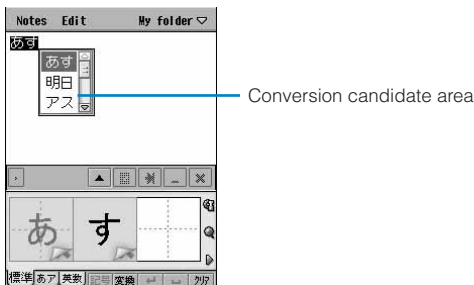 Notes Edit My folder
あす
あす
明日
アス
Conversion candidate area
あ す
標準 あア 英数 記号 変換 クリア